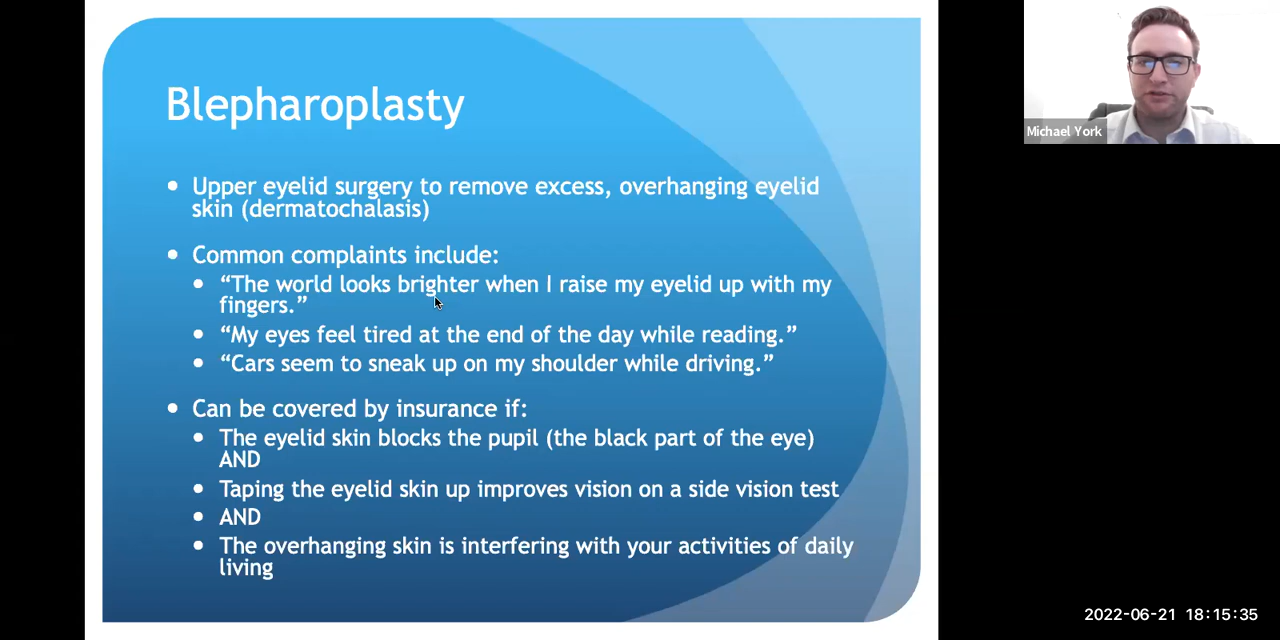 Blepharoplasty
Upper eyelid surgery to remove excess, overhanging eyelid
skin (dermatochalasis)
Common complaints include:
“The world looks brighter when I raise my eyelid up with my
fingers.”
“My eyes feel tired at the end of the day while reading.”
“Cars seem to sneak up on my shoulder while driving.”
Can be covered by insurance if:
The eyelid skin blocks the pupil (the black part of the eye)
AND
Taping the eyelid skin up improves vision on a side vision test
AND
The overhanging skin is interfering with your activities of daily
living
Michael York
2022-06-21 18:15:35